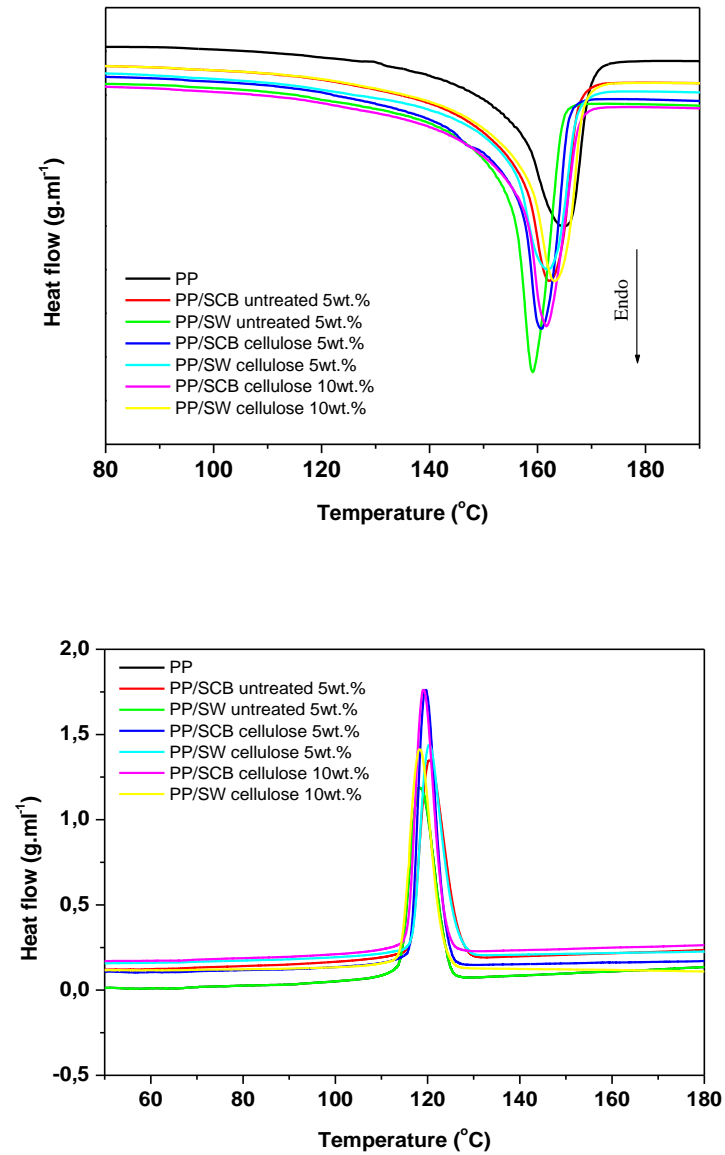 Heat flow (g.ml-1)
PP
PP/SCB untreated 5wt.%
PP/SW untreated 5wt.%
PP/SCB cellulose 5wt.%
PP/SW cellulose 5wt.%
PP/SCB cellulose 10wt.%
PP/SW cellulose 10wt.%
Endo
80 100 120 140 160 180
Temperature (oC)
Heat flow (g.ml-1)
2,0
1,5
1,0
0,5
0,0
-0,5
PP
PP/SCB untreated 5wt.%
PP/SW untreated 5wt.%
PP/SCB cellulose 5wt.%
PP/SW cellulose 5wt.%
PP/SCB cellulose 10wt.%
PP/SW cellulose 10wt.%
60 80 100 120 140 160 180
Temperature (oC)